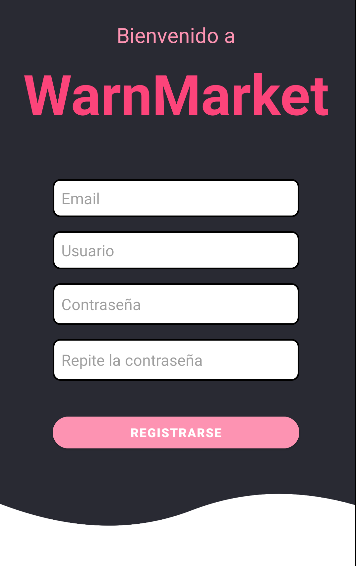 Bienvenido a
WarnMarket
Email
Usuario
Contraseña
Repite la contraseña
REGISTRARSE